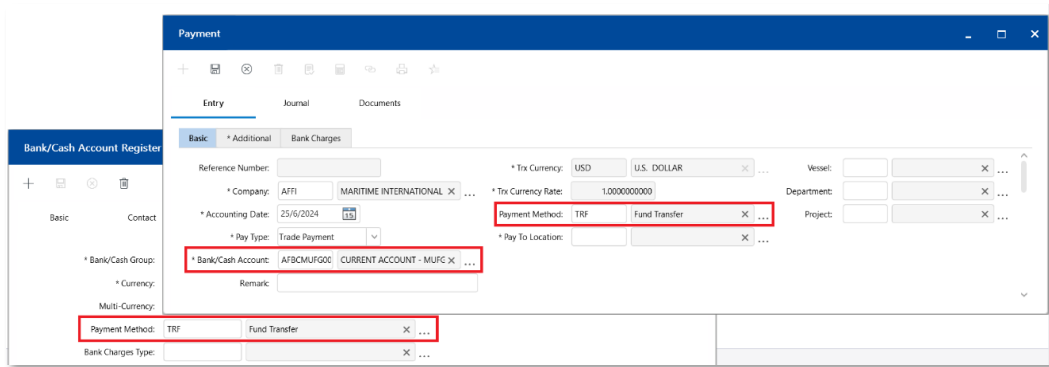 Payment
Entry Journal Documents
Basic * Additional Bank Charges
Reference Number: * Trx Currency: USD U.S. DOLLAR Vessel:
* Company: AFFI MARITIME INTERNATIONAL * Trx Currency Rate: 1.0000000000 Department:
* Accounting Date: 25/6/2024 15 Payment Method: TRF Fund Transfer Project:
* Pay Type: Trade Payment * Pay To Location:
* Bank/Cash Account: AFBCMUFG00 CURRENT ACCOUNT - MUFG
Remark:
Bank/Cash Account Register
Basic Contact
* Bank/Cash Group:
* Currency:
Multi-Currency:
Payment Method: TRF Fund Transfer
Bank Charges Type: